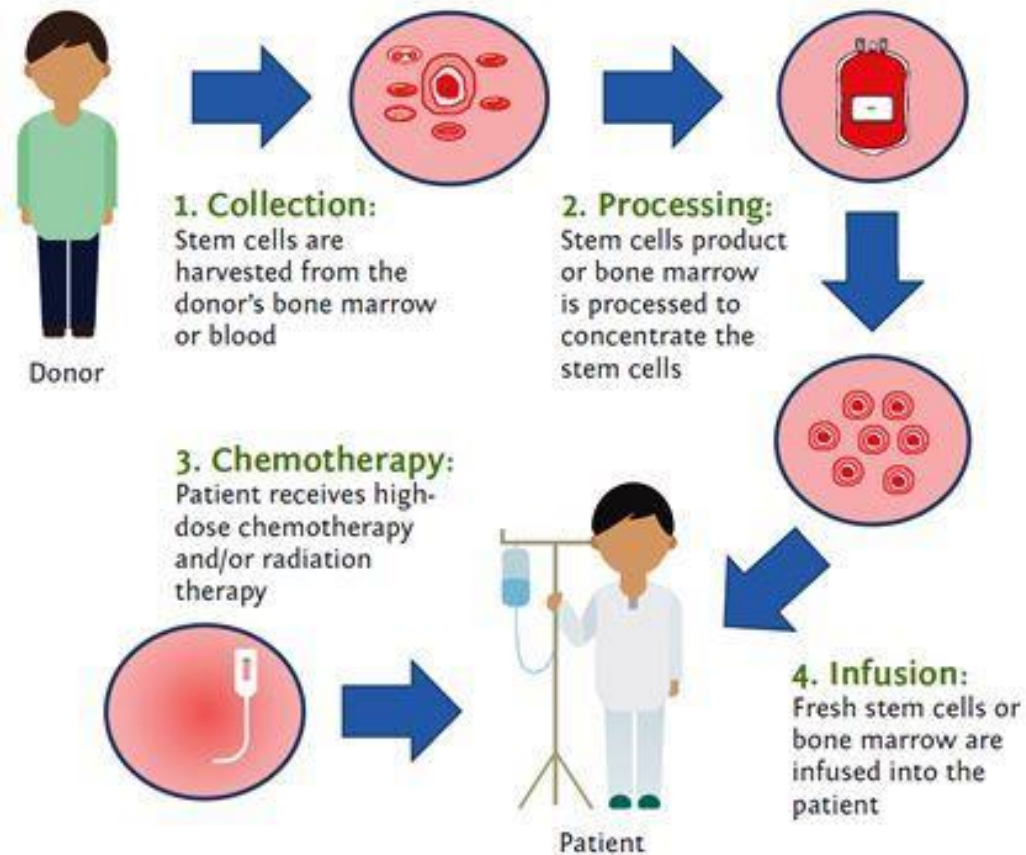 1. Collection:
Stem cells are
harvested from the
donor's bone marrow
or blood
Donor
2. Processing:
Stem cells product
or bone marrow
is processed to
concentrate the
stem cells
3. Chemotherapy:
Patient receives high-
dose chemotherapy
and/or radiation
therapy
4. Infusion:
Fresh stem cells or
bone marrow are
infused into the
patient
Patient